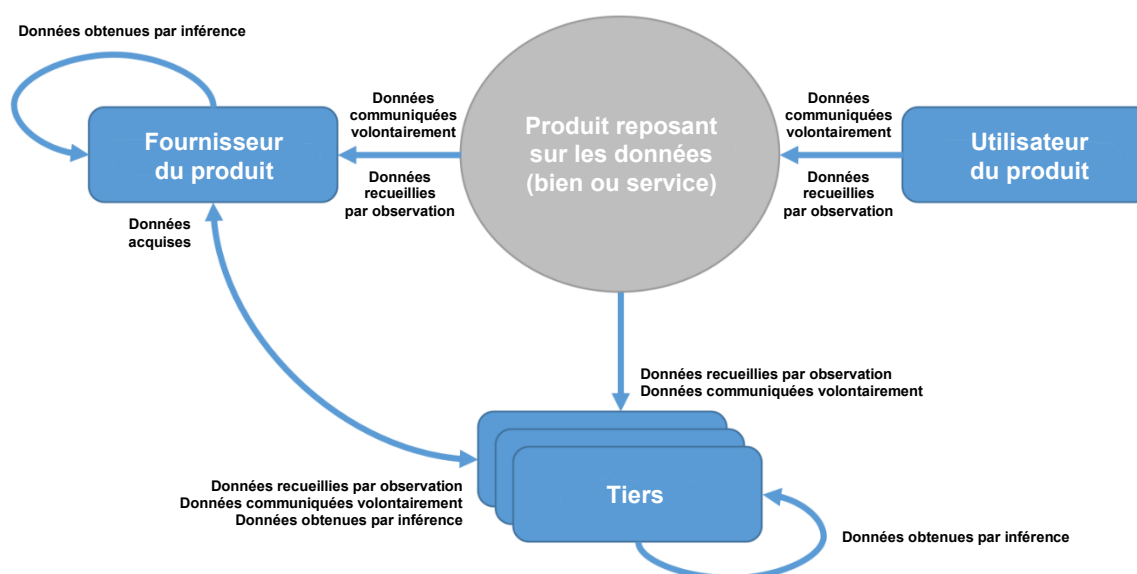 Données obtenues par inférence
Données
communiquées
volontairement
Données
communiquées
volontairement
Fournisseur
du produit
Produit reposant
sur les données
(bien ou service)
Utilisateur
du produit
Données
recueillies
par observation
Données
recueillies
par observation
Données
acquises
Données recueillies par observation
Données communiquées volontairement
Données recueillies par observation
Données communiquées volontairement
Données obtenues par inférence
Tiers
Données obtenues par inférence